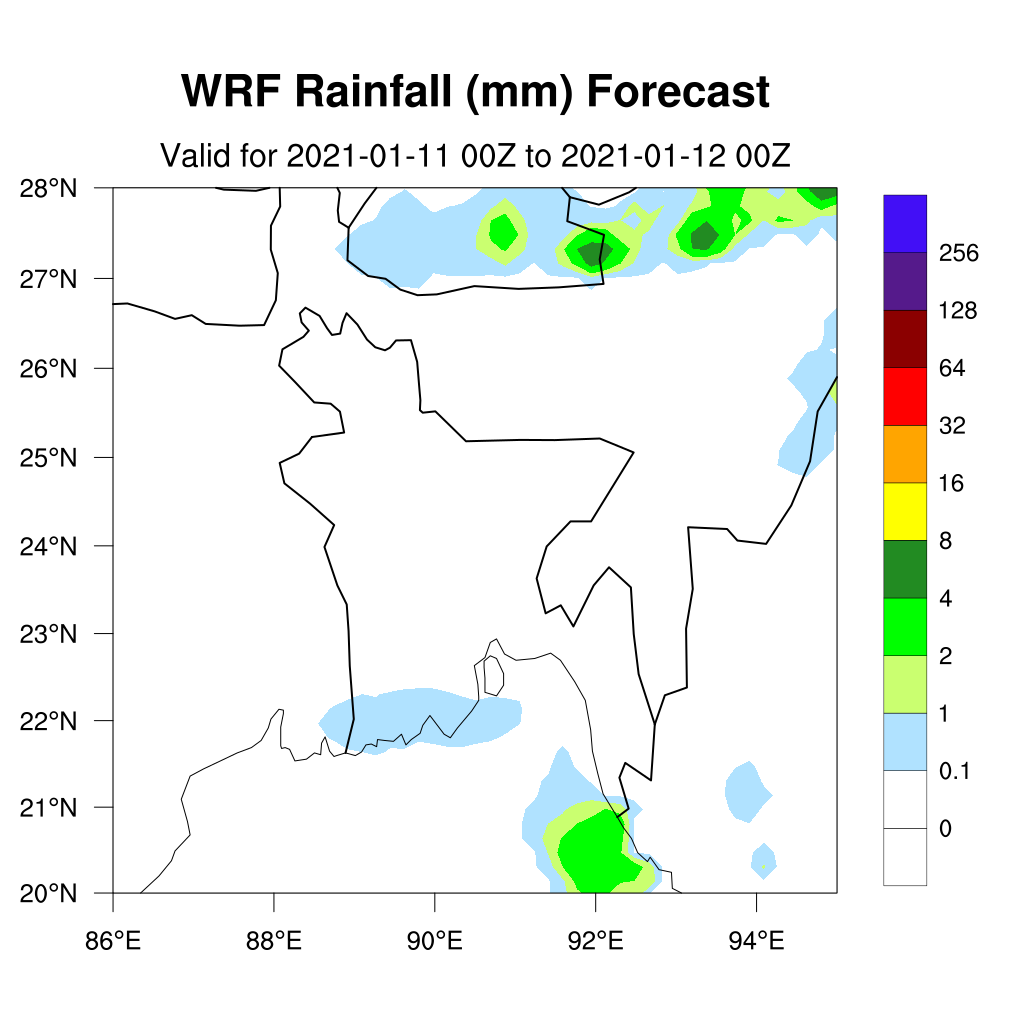 WRF Rainfall (mm) Forecast
Valid for 2021-01-11 00Z to 2021-01-12 00Z
28°N
27°N
26°N
25°N
24°N
23°N
22°N
21°N
20°N
86°E 88°E 90°E 92°E 94°E
256
128
64
32
16
8
4
2
1
0.1
0